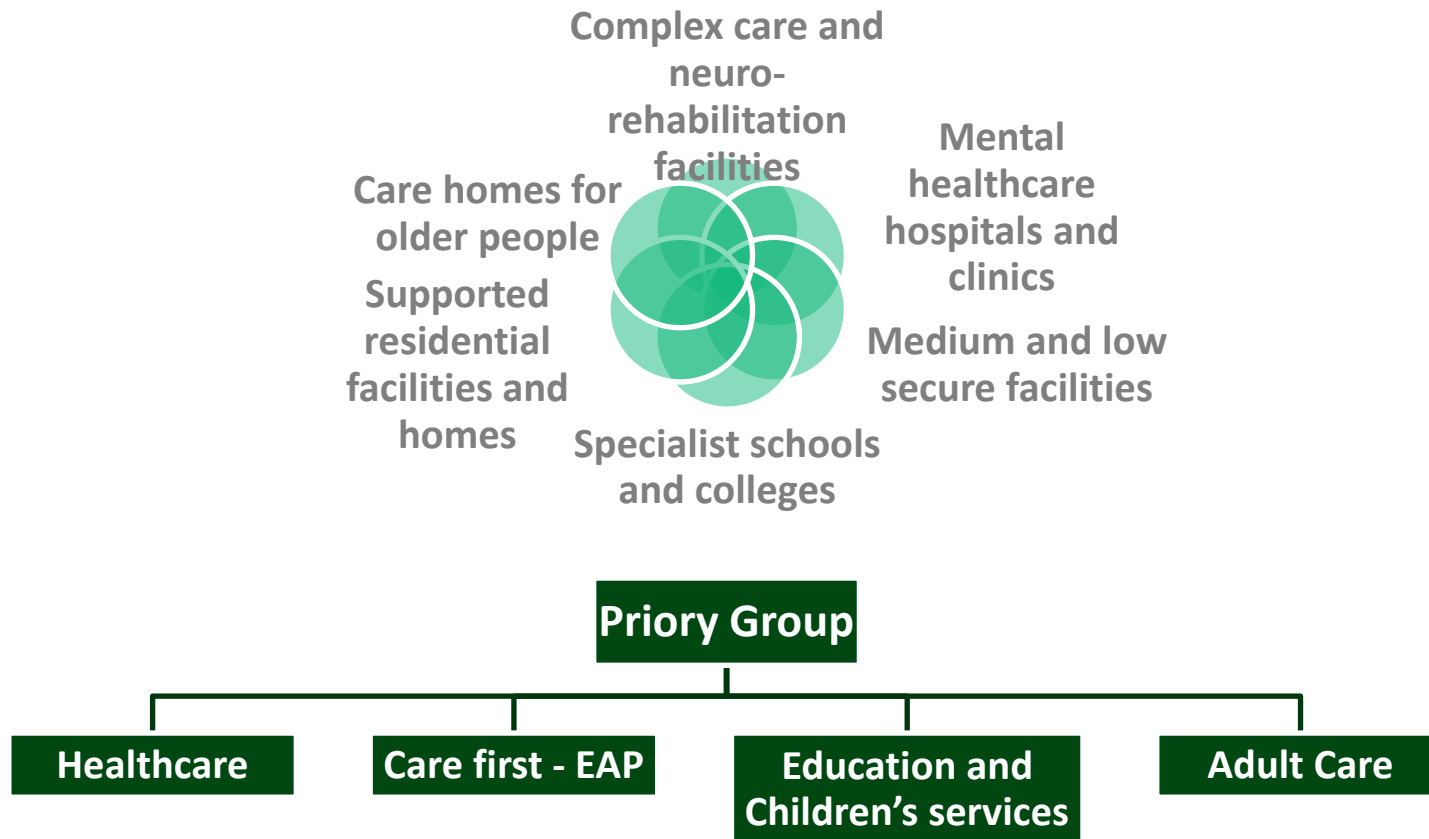 Complex care and
neuro-
rehabilitation
facilities
Mental
healthcare
hospitals and
clinics
Care homes for
older people
Supported
residential
facilities and
homes
Medium and low
secure facilities
Specialist schools
and colleges
Priory Group
Healthcare
Care first - EAP
Education and
Children’s services
Adult Care